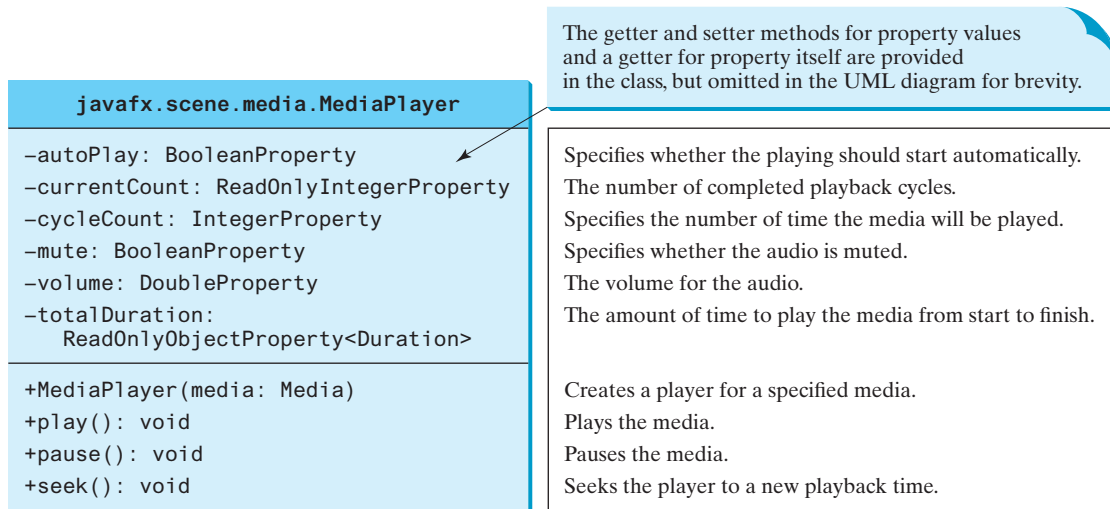 The getter and setter methods for property values
and a getter for property itself are provided
in the class, but omitted in the UML diagram for brevity.
javafx.scene.media.MediaPlayer
–autoPlay: BooleanProperty
Specifies whether the playing should start automatically.
–currentCount: ReadOnlyIntegerProperty
The number of completed playback cycles.
–cycleCount: IntegerProperty
Specifies the number of time the media will be played.
–mute: BooleanProperty
Specifies whether the audio is muted.
–volume: DoubleProperty
The volume for the audio.
–totalDuration:
The amount of time to play the media from start to finish.
ReadOnlyObjectProperty<Duration>
+MediaPlayer(media: Media)
Creates a player for a specified media.
+play(): void
Plays the media.
+pause(): void
Pauses the media.
+seek(): void
Seeks the player to a new playback time.